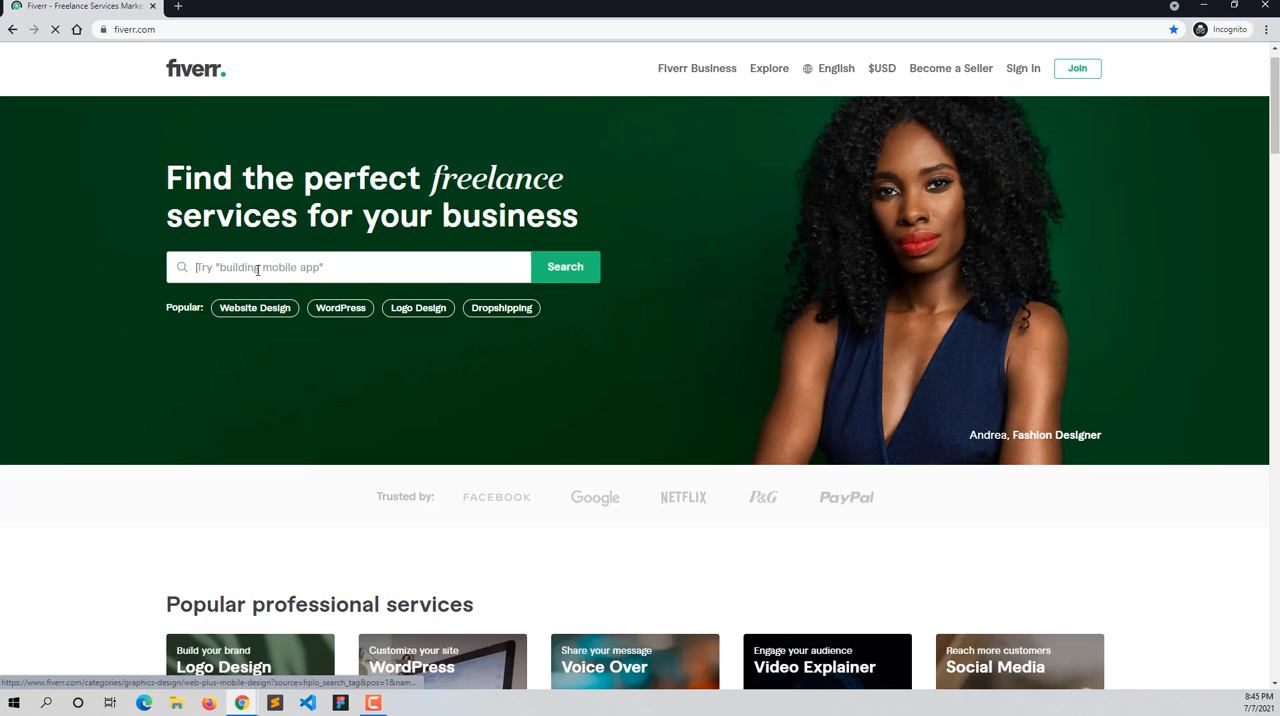 Fiverr - Freelance Services Marke
fiverr.com
Incognito
fiverr.
Fiverr Business Explore English $USD Become a Seller Sign In Join
Find the perfect freelance
services for your business
Try "building mobile app"
Search
Popular: Website Design WordPress Logo Design Dropshipping
Andrea, Fashion Designer
Trusted by: FACEBOOK Google NETFLIX P&G PayPal
Popular professional services
Build your brand
Logo Design
Customize your site
WordPress
Share your message
Voice Over
Engage your audience
Video Explainer
Reach more customers
Social Media
https://www.fiverr.com/categories/graphics-design/web-plus-mobile-design?source=hplo_search_tag&pos=1&nam...
8:45 PM
7/7/2021